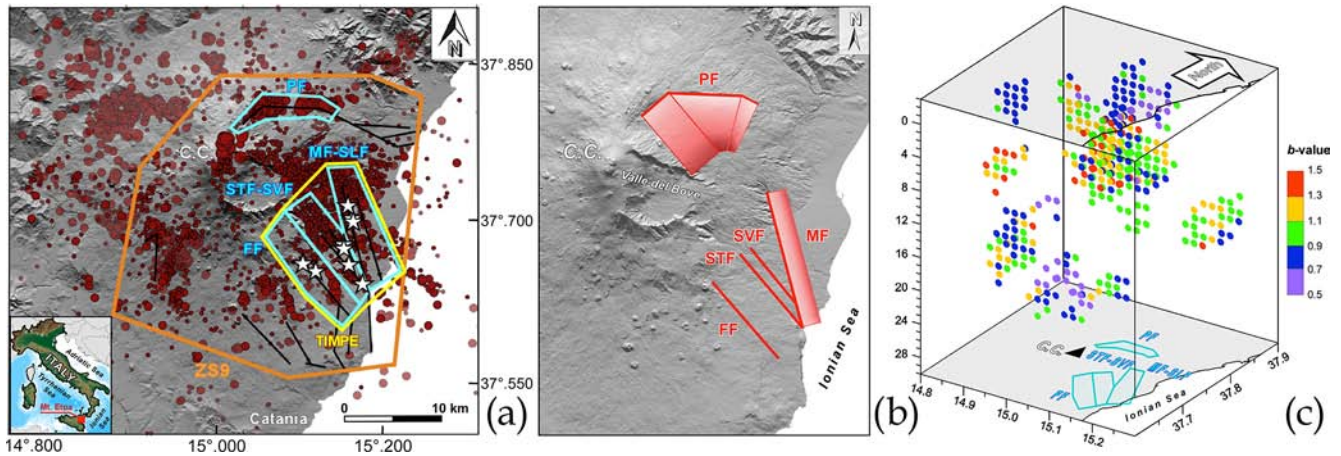 N
37°.850
PF
C.C.
MF-SLF
STF-SVF
37°.700
FF
TIMPE
ZS9
37°.550
Catania
0 10 km
14°.800 15°.000 15°.200
ITALY
Adriatic Sea
Tyrrhenian Sea
Mt. Etna
Ionian Sea
(a)
N
PF
C.C.
Valle del Bove
SVF
MF
STF
FF
Ionian Sea
(b)
North
0
4
8
12
16
20
24
28
b-value
1.5
1.3
1.1
0.9
0.7
0.5
C.C.
PF
STF-SVF
MF-SLF
FF
Ionian Sea
14.8 14.9 15.0 15.1 15.2
37.7 37.8 37.9
(c)